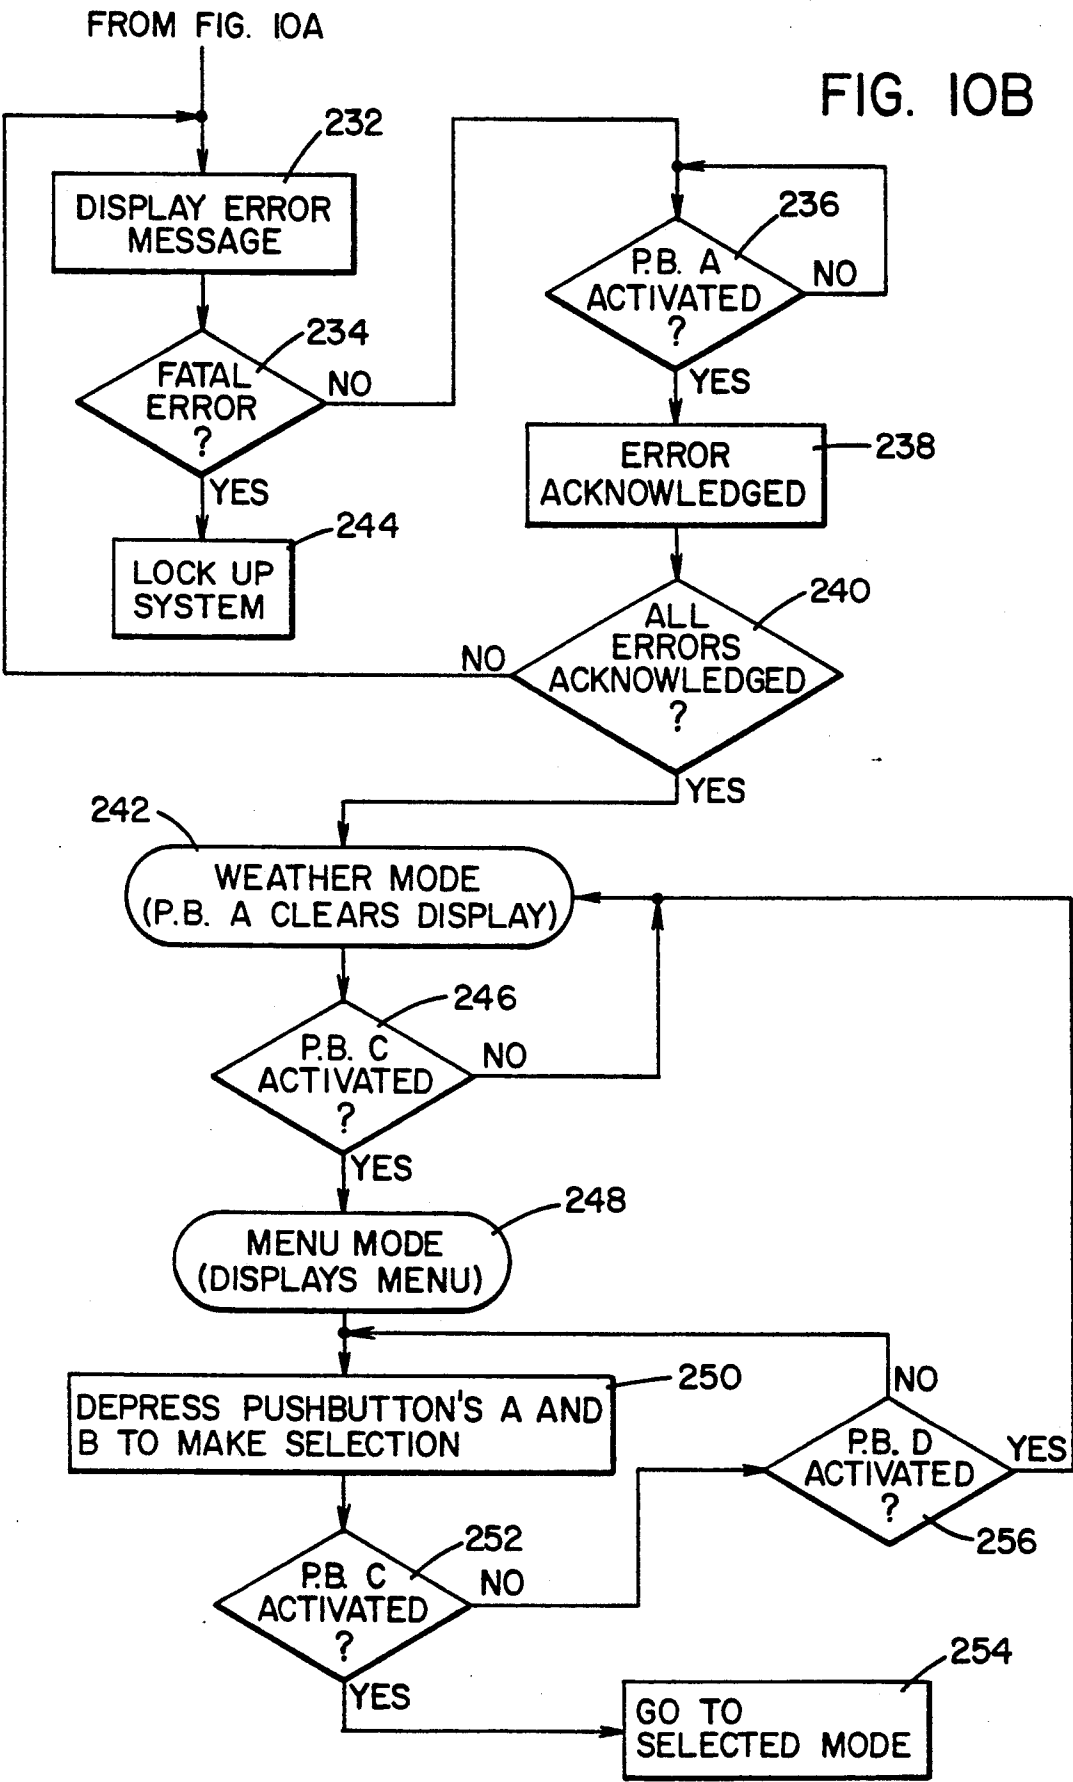 FROM FIG. 10A
FIG. 10B
232
DISPLAY ERROR
MESSAGE
234
FATAL
ERROR
?
NO
YES
244
LOCK UP
SYSTEM
236
P.B. A
ACTIVATED
?
NO
YES
238
ERROR
ACKNOWLEDGED
240
ALL
ERRORS
ACKNOWLEDGED
?
NO
YES
242
WEATHER MODE
(P.B. A CLEARS DISPLAY)
246
P.B. C
ACTIVATED
?
NO
YES
248
MENU MODE
(DISPLAYS MENU)
250
DEPRESS PUSHBUTTON'S A AND
B TO MAKE SELECTION
252
P.B. C
ACTIVATED
?
NO
YES
NO
P.B. D
ACTIVATED
?
YES
256
254
GO TO
SELECTED MODE